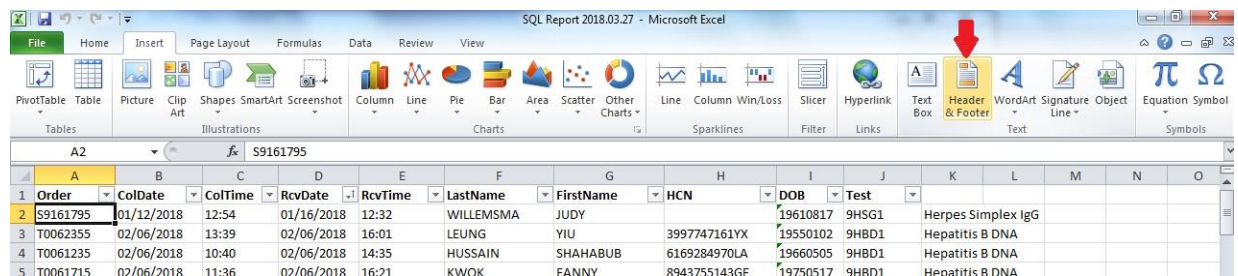 SQL Report 2018.03.27 - Microsoft Excel
File Home Insert Page Layout Formulas Data Review View
PivotTable Table Picture Clip Art Shapes SmartArt Screenshot Column Line Pie Bar Area Scatter Other Charts Line Column Win/Loss Slicer Hyperlink Text Box Header & Footer WordArt Signature Line Object Equation Symbol
Tables Illustrations Charts Sparklines Filter Links Text Symbols
A2 fx S9161795
A B C D E F G H I J K L M N O
1 Order ColDate ColTime RcvDate RcvTime LastName FirstName HCN DOB Test
2 S9161795 01/12/2018 12:54 01/16/2018 12:32 WILLEMSMA JUDY 19610817 9HSG1 Herpes Simplex IgG
3 T0062355 02/06/2018 13:39 02/06/2018 16:01 LEUNG YIU 3997747161YX 19550102 9HBD1 Hepatitis B DNA
4 T0061235 02/06/2018 10:40 02/06/2018 14:35 HUSSAIN SHAHABUB 6169284970LA 19660505 9HBD1 Hepatitis B DNA
5 T0061715 02/06/2018 11:36 02/06/2018 16:21 KWOK FANNY 8943755143GF 19750517 9HBD1 Hepatitis B DNA